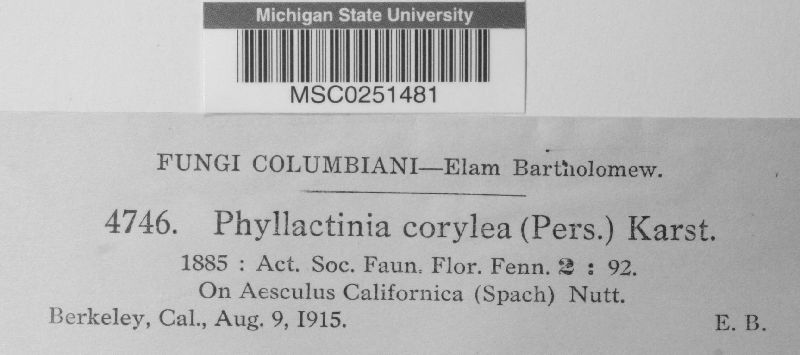 Michigan State University
MSC0251481
FUNGI COLUMBIANI—Elam Bartholomew.
4746. Phyllactinia corylea (Pers.) Karst.
1885 : Act. Soc. Faun. Flor. Fenn. 2 : 92.
On Aesculus Californica (Spach) Nutt.
Berkeley, Cal., Aug. 9, 1915. E. B.